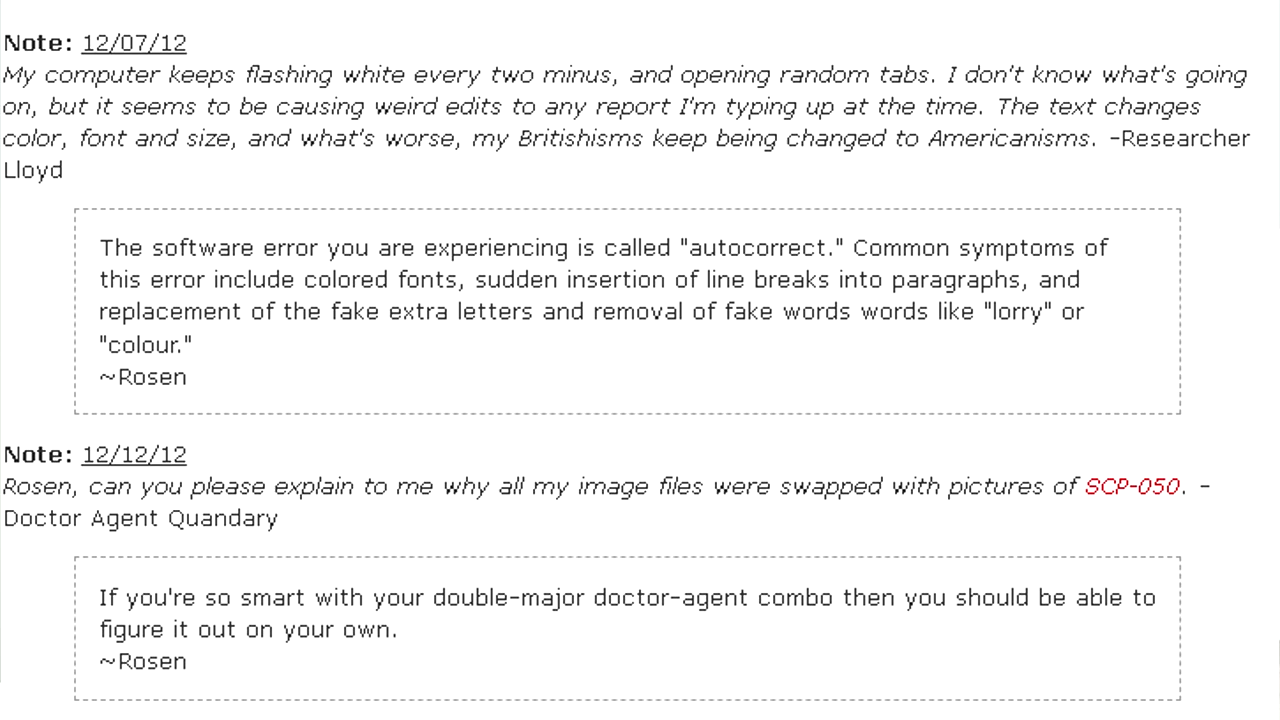 Note: 12/07/12
My computer keeps flashing white every two minus, and opening random tabs. I don't know what's going
on, but it seems to be causing weird edits to any report I'm typing up at the time. The text changes
color, font and size, and what's worse, my Britishisms keep being changed to Americanisms. -Researcher
Lloyd
The software error you are experiencing is called "autocorrect." Common symptoms of
this error include colored fonts, sudden insertion of line breaks into paragraphs, and
replacement of the fake extra letters and removal of fake words words like "lorry" or
"colour."
~Rosen
Note: 12/12/12
Rosen, can you please explain to me why all my image files were swapped with pictures of SCP-050. -
Doctor Agent Quandary
If you're so smart with your double-major doctor-agent combo then you should be able to
figure it out on your own.
~Rosen